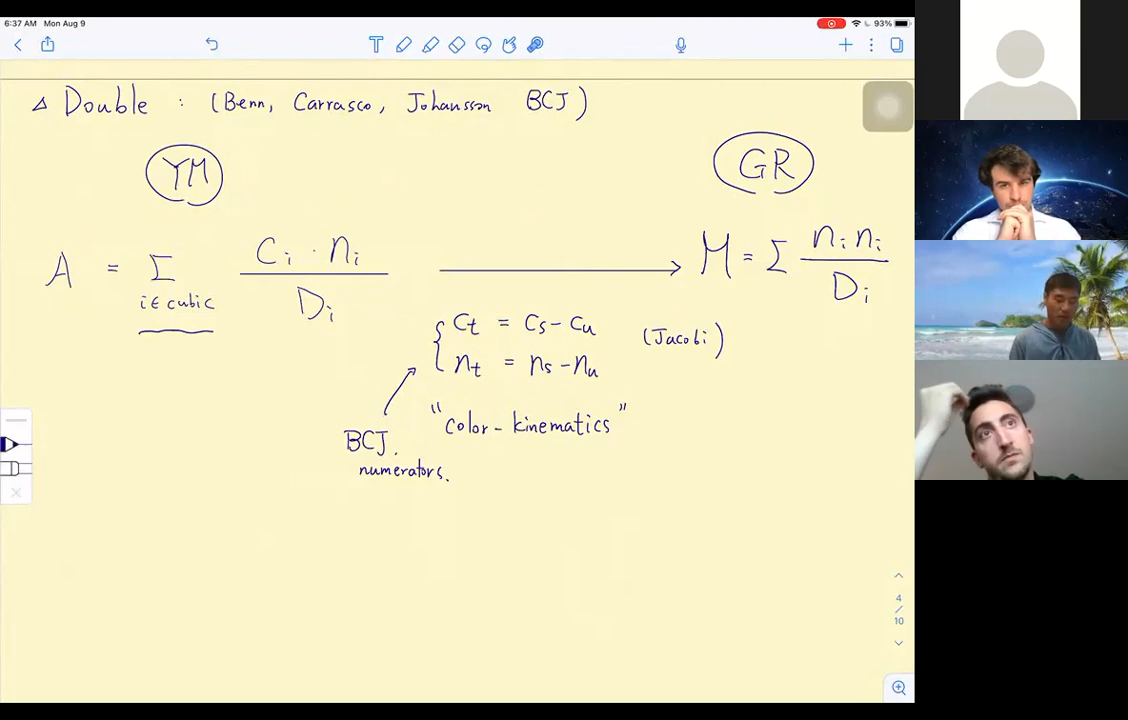 6:37 AM Mon Aug 9
93%
Δ Double : (Benn, Carrasco, Johansson BCJ)
YM
GR
A = Σ i∈cubic C_i · n_i / D_i
M = Σ n_i n_i / D_i
C_t = C_s - C_u
n_t = n_s - n_u
(Jacobi)
"color-kinematics"
BCJ.
numerators.
4
/
10